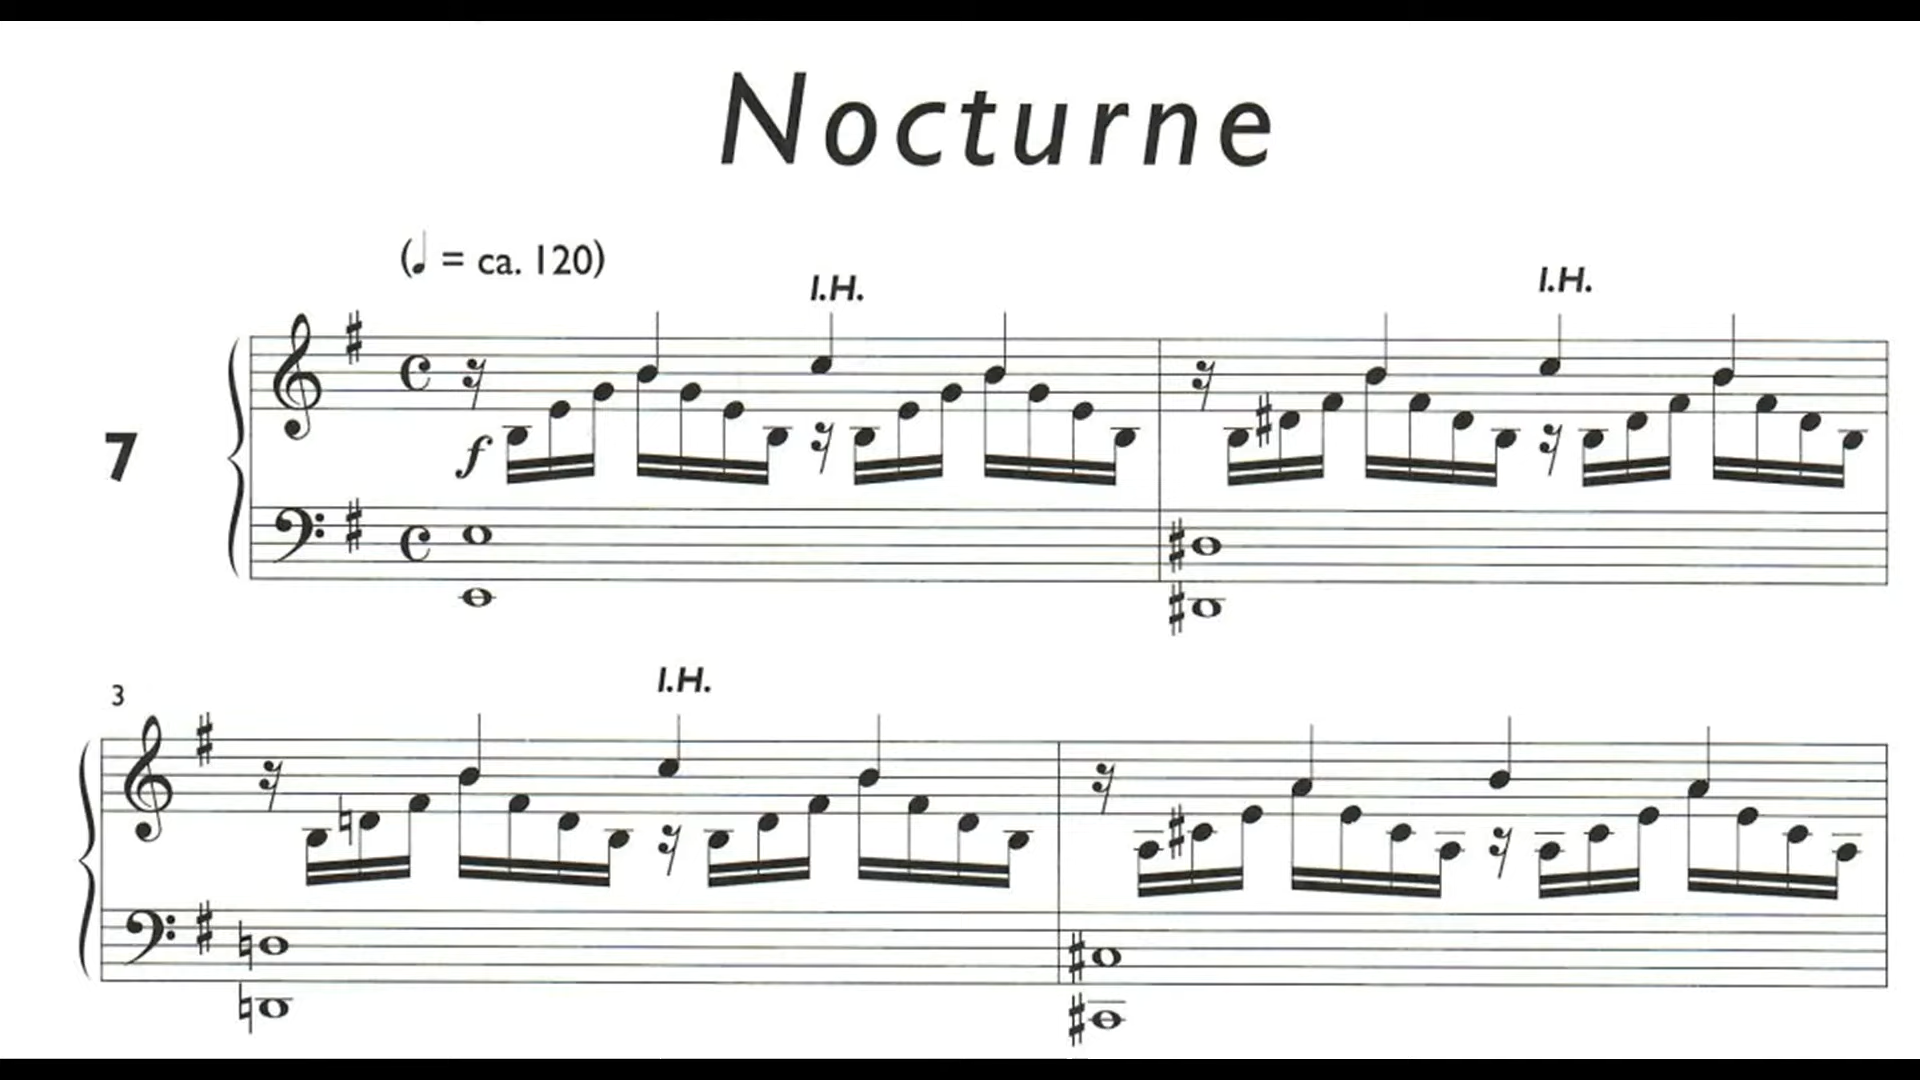 Nocturne
(♩ = ca. 120)
l.H.
l.H.
f
7
3
l.H.